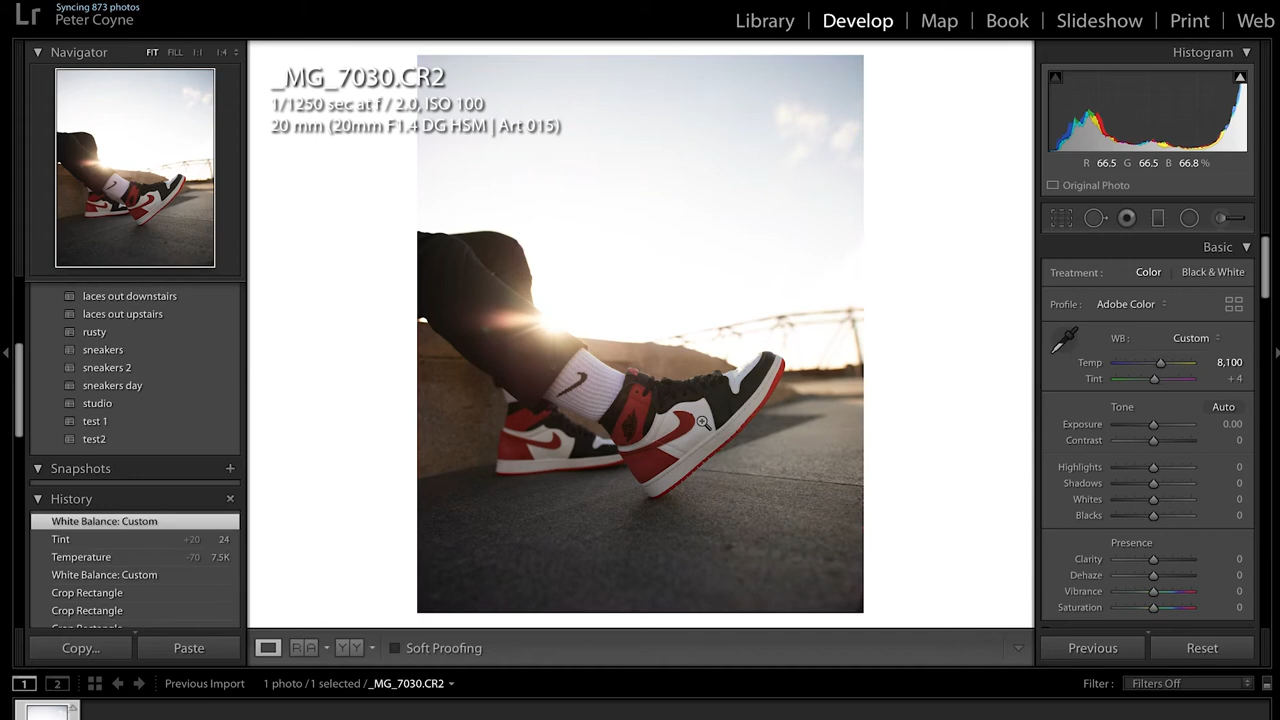 Syncing 873 photos
Lr
Peter Coyne
Library | Develop | Map | Book | Slideshow | Print | Web
Navigator FIT FILL 1:1 1:4
Histogram
_MG_7030.CR2
1/1250 sec at f / 2.0, ISO 100
20 mm (20mm F1.4 DG HSM | Art 015)
R 66.5 G 66.5 B 66.8 %
Original Photo
Basic
Treatment : Color Black & White
Profile : Adobe Color
WB : Custom
Temp 8,100
Tint + 4
Tone Auto
Exposure 0.00
Contrast 0
Highlights 0
Shadows 0
Whites 0
Blacks 0
Presence
Clarity 0
Dehaze 0
Vibrance 0
Saturation 0
laces out downstairs
laces out upstairs
rusty
sneakers
sneakers 2
sneakers day
studio
test 1
test2
Snapshots
History
White Balance: Custom
Tint +20 24
Temperature -70 7.5K
White Balance: Custom
Crop Rectangle
Crop Rectangle
Crop Rectangle
Copy... Paste
RA YY Soft Proofing
Previous Reset
1 2 Previous Import 1 photo / 1 selected / _MG_7030.CR2
Filter : Filters Off